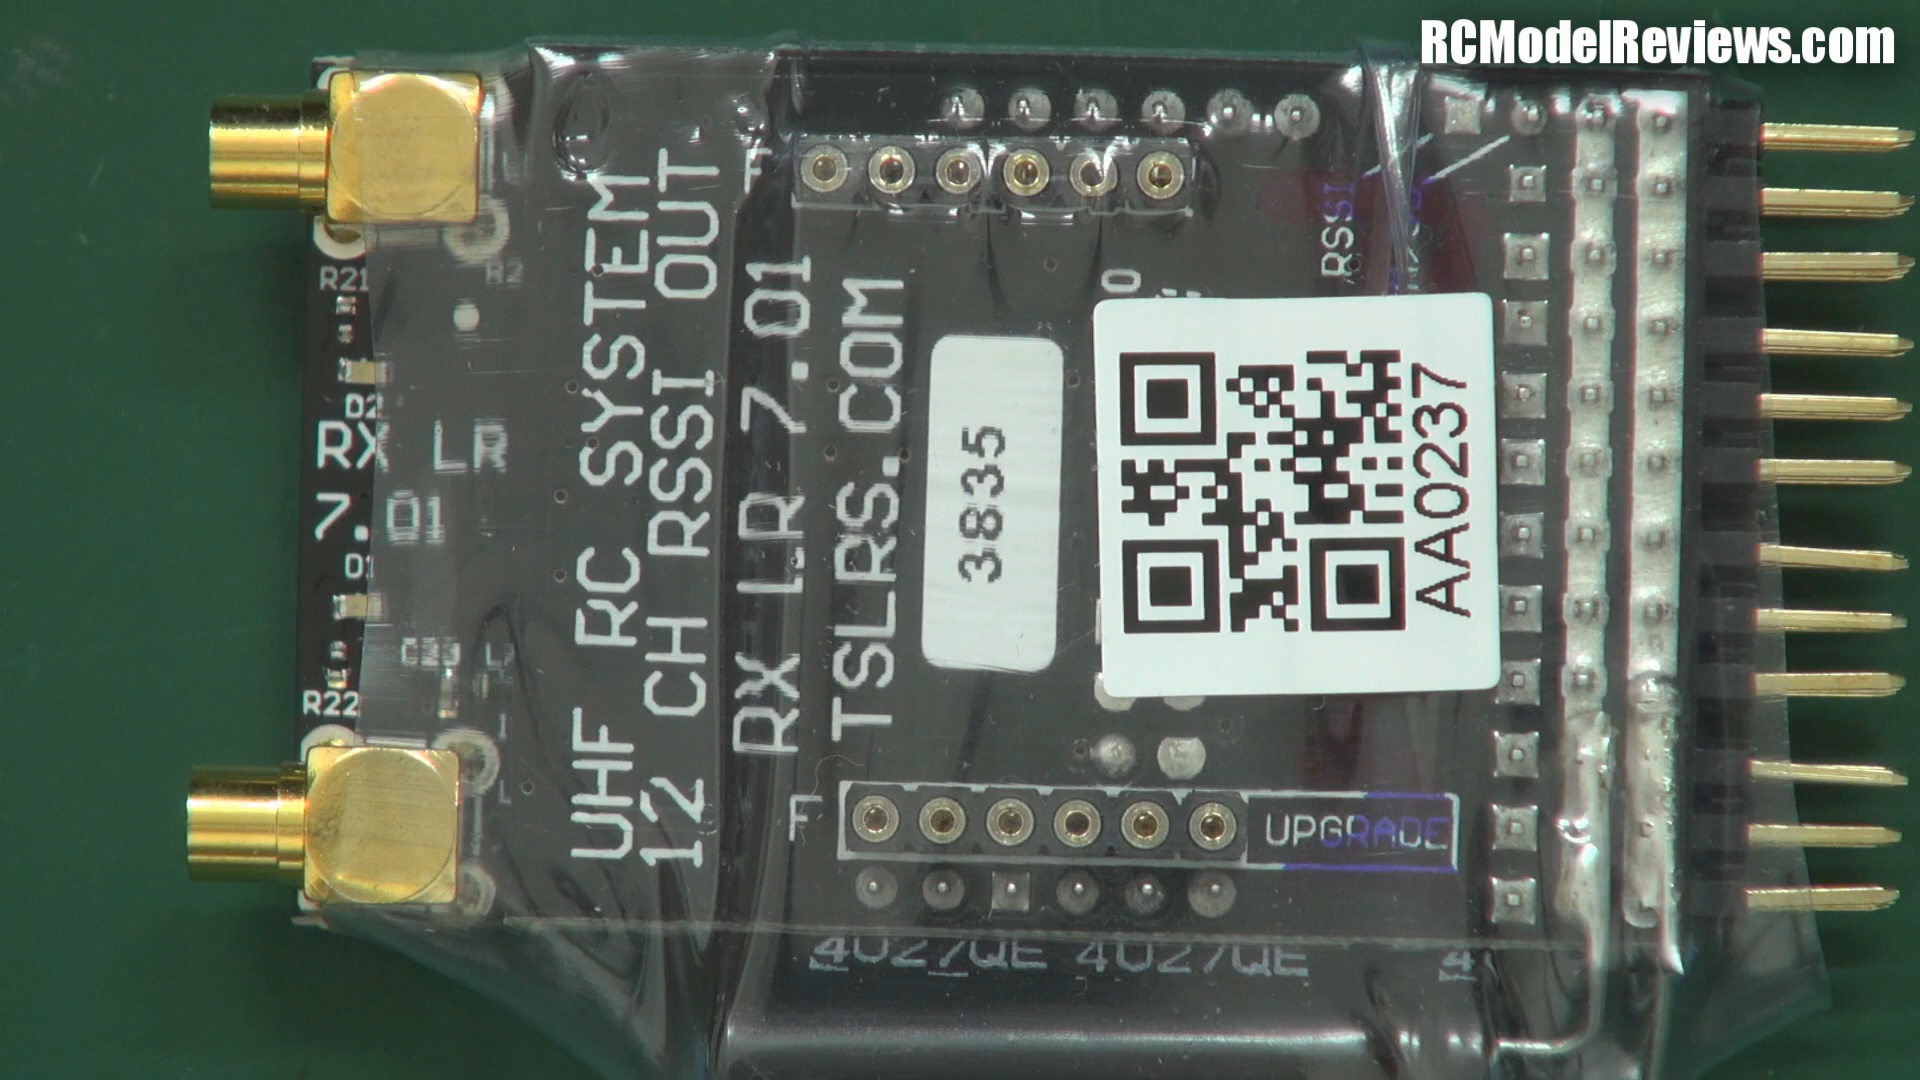 RCModelReviews.com
UHF RC SYSTEM
12 CH RSSI OUT
RX LR 7.01
TSLRS.COM
3835
AA0237
RSSI
UPGRADE
R21
R2
D2
RX LR
7.01
D1
R22
4027QE 4027QE